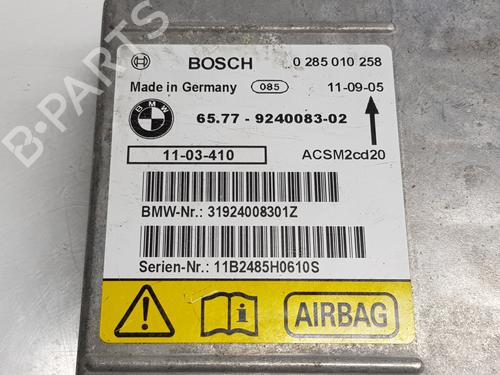 B-PARTS
BOSCH 0 285 010 258
Made in Germany 085 11-09-05
BMW 65.77 - 9240083-02
11-03-410 ACSM2cd20
BMW-Nr.: 31924008301Z
Serien-Nr.: 11B2485H0610S
AIRBAG